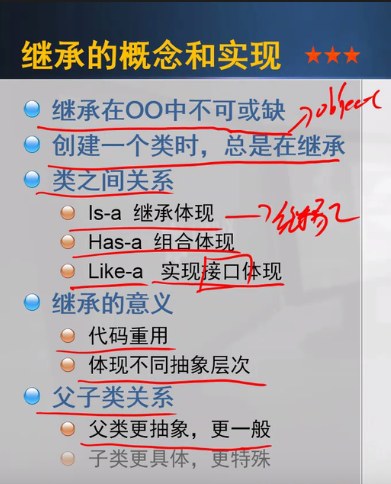 继承的概念和实现 ★★★
继承在OO中不可或缺 object
创建一个类时，总是在继承
类之间关系
Is-a 继承体现
Has-a 组合体现
Like-a 实现接口体现
继承的意义
代码重用
体现不同抽象层次
父子类关系
父类更抽象，更一般
子类更具体，更特殊